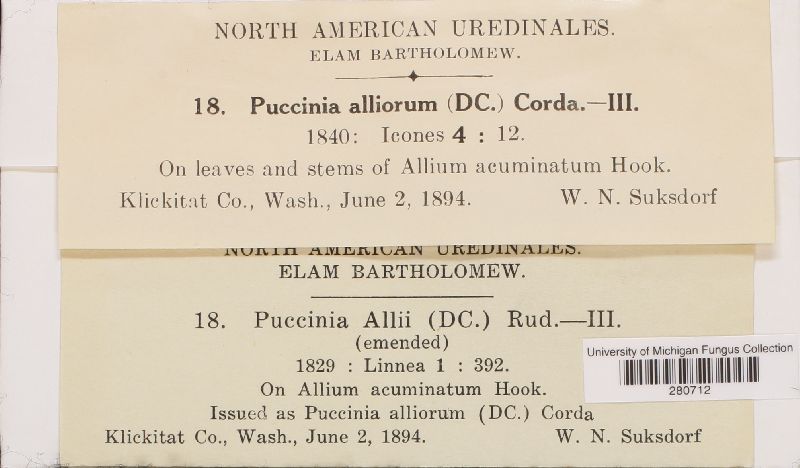 NORTH AMERICAN UREDINALES.
ELAM BARTHOLOMEW.
18. Puccinia alliorum (DC.) Corda.—III.
1840: Icones 4 : 12.
On leaves and stems of Allium acuminatum Hook.
Klickitat Co., Wash., June 2, 1894. W. N. Suksdorf
NORTH AMERICAN UREDINALES.
ELAM BARTHOLOMEW.
18. Puccinia Allii (DC.) Rud.—III.
(emended)
1829 : Linnea 1 : 392.
On Allium acuminatum Hook.
Issued as Puccinia alliorum (DC.) Corda
Klickitat Co., Wash., June 2, 1894. W. N. Suksdorf
University of Michigan Fungus Collection
280712